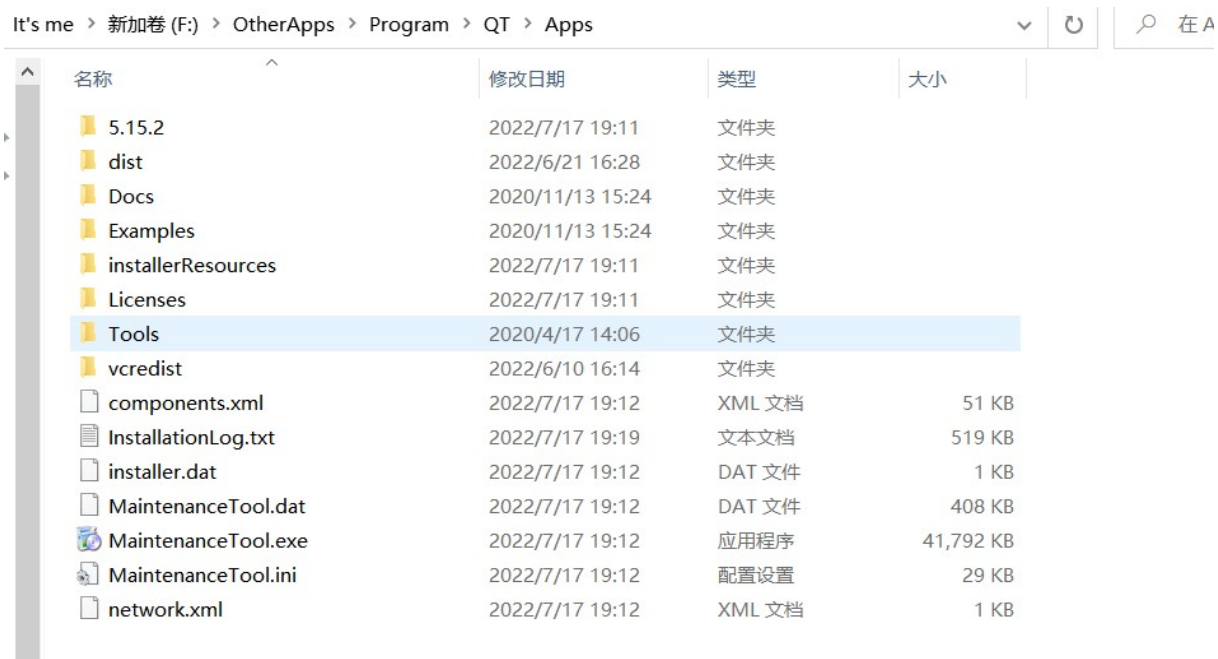 It's me > 新加卷 (F:) > OtherApps > Program > QT > Apps 在 A
名称 修改日期 类型 大小
5.15.2 2022/7/17 19:11 文件夹
dist 2022/6/21 16:28 文件夹
Docs 2020/11/13 15:24 文件夹
Examples 2020/11/13 15:24 文件夹
installerResources 2022/7/17 19:11 文件夹
Licenses 2022/7/17 19:11 文件夹
Tools 2020/4/17 14:06 文件夹
vcredist 2022/6/10 16:14 文件夹
components.xml 2022/7/17 19:12 XML 文档 51 KB
InstallationLog.txt 2022/7/17 19:19 文本文档 519 KB
installer.dat 2022/7/17 19:12 DAT 文件 1 KB
MaintenanceTool.dat 2022/7/17 19:12 DAT 文件 408 KB
MaintenanceTool.exe 2022/7/17 19:12 应用程序 41,792 KB
MaintenanceTool.ini 2022/7/17 19:12 配置设置 29 KB
network.xml 2022/7/17 19:12 XML 文档 1 KB